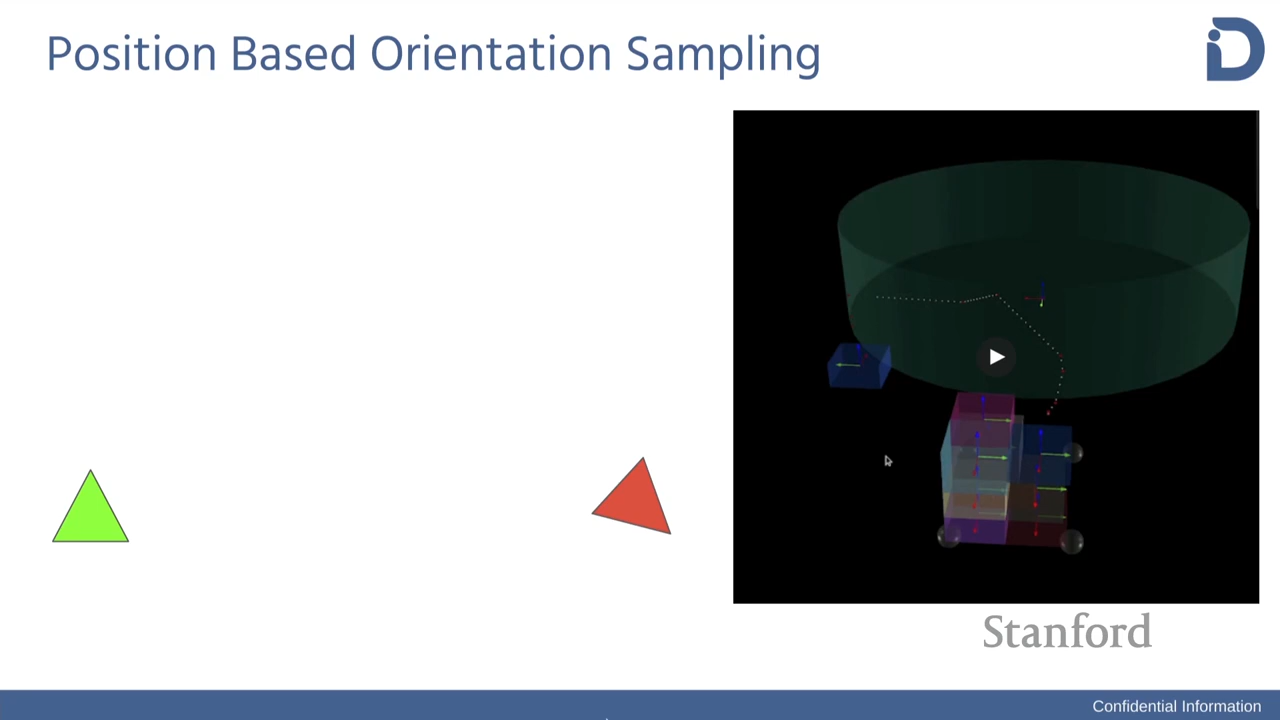 Position Based Orientation Sampling
Stanford
Confidential Information